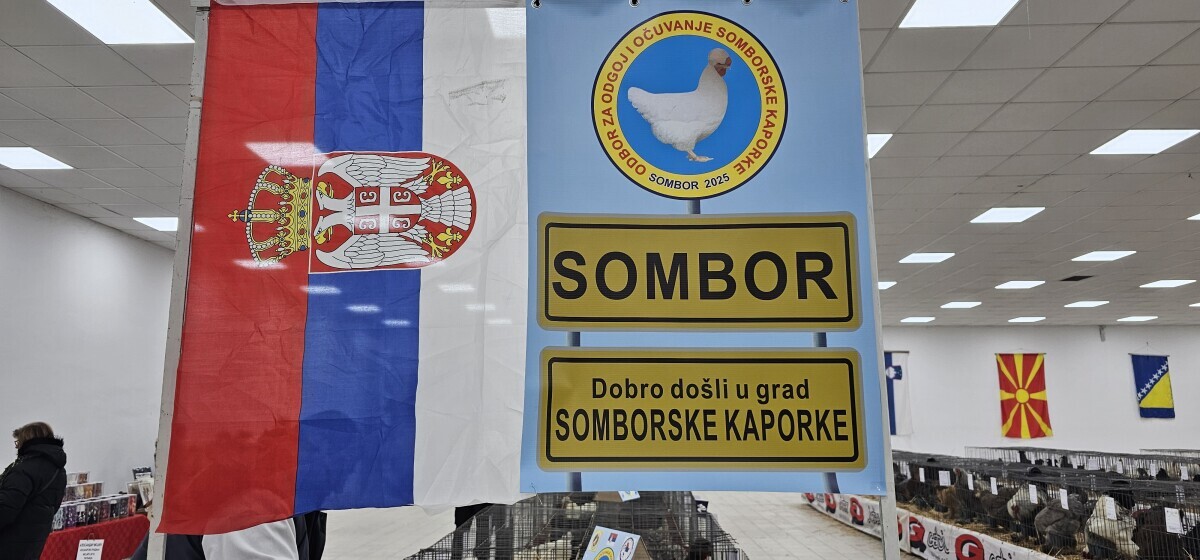 ODBOR ZA ODGOJ I OČUVANJE SOMBORSKE KAPORKE
SOMBOR 2025
SOMBOR
Dobro došli u grad
SOMBORSKE KAPORKE